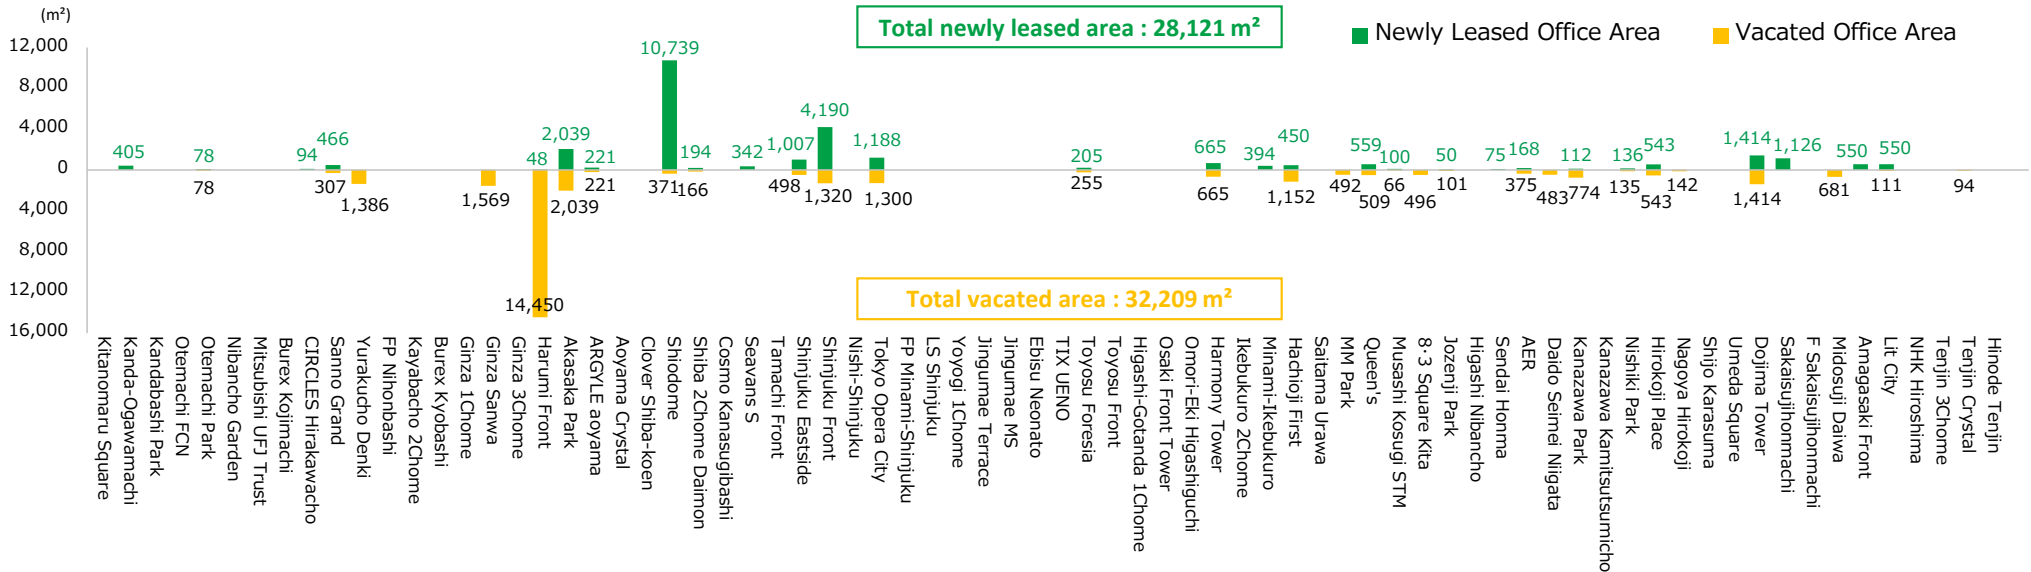 (m²)
Total newly leased area : 28,121 m²
Newly Leased Office Area
Vacated Office Area
12,000
8,000
4,000
0
4,000
8,000
12,000
16,000
405
78
94
466
48
2,039
221
10,739
194
342
1,007
4,190
1,188
205
665
394
450
559
100
50
75
168
112
136
543
1,414
1,126
550
550
78
307
1,386
1,569
14,450
2,039
221
371
166
498
1,320
1,300
255
665
1,152
492
509
66
496
101
375
483
774
135
543
142
1,414
681
111
94
Total vacated area : 32,209 m²
Kitanomaru Square
Kanda-Ogawamachi
Kandabashi Park
Otemachi FCN
Otemachi Park
Nibancho Garden
Mitsubishi UFJ Trust
Burex Kojimachi
CIRCLES Hirakawacho
Sanno Grand
Yurakucho Denki
FP Nihonbashi
Kayabacho 2Chome
Burex Kyobashi
Ginza 1Chome
Ginza Sanwa
Ginza 3Chome
Harumi Front
Akasaka Park
ARGYLE aoyama
Aoyama Crystal
Clover Shiba-koen
Shiodome
Shiba 2Chome Daimon
Cosmo Kanasugibashi
Seavans S
Tamachi Front
Shinjuku Eastside
Shinjuku Front
Nishi-Shinjuku
Tokyo Opera City
FP Minami-Shinjuku
LS Shinjuku
Yoyogi 1Chome
Jingumae Terrace
Jingumae MS
Ebisu Neonato
TIX UENO
Toyosu Foresia
Toyosu Front
Higashi-Gotanda 1Chome
Osaki Front Tower
Omori-Eki Higashiguchi
Harmony Tower
Ikebukuro 2Chome
Minami-Ikebukuro
Hachioji First
Saitama Urawa
MM Park
Queen's
Musashi Kosugi STM
8·3 Square Kita
Jozenji Park
Higashi Nibancho
Sendai Honma
AER
Daido Seimei Niigata
Kanazawa Park
Kanazawa Kamitsutsumicho
Nishiki Park
Hirokoji Place
Nagoya Hirokoji
Shijo Karasuma
Umeda Square
Dojima Tower
Sakaisujihonmachi
F Sakaisujihonmachi
Midosuji Daiwa
Amagasaki Front
Lit City
NHK Hiroshima
Tenjin 3Chome
Tenjin Crystal
Hinode Tenjin